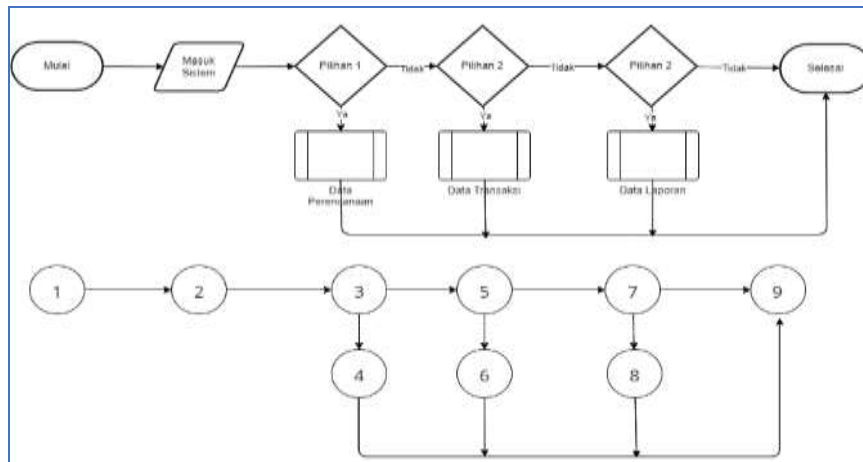 Mulai
Masuk
Sistem
Pilihan 1
Tidak
Pilihan 2
Tidak
Pilihan 2
Tidak
Selesai
Ya
Ya
Ya
Data
Perencanaan
Data Transaksi
Data Laporan
1
2
3
5
7
9
4
6
8